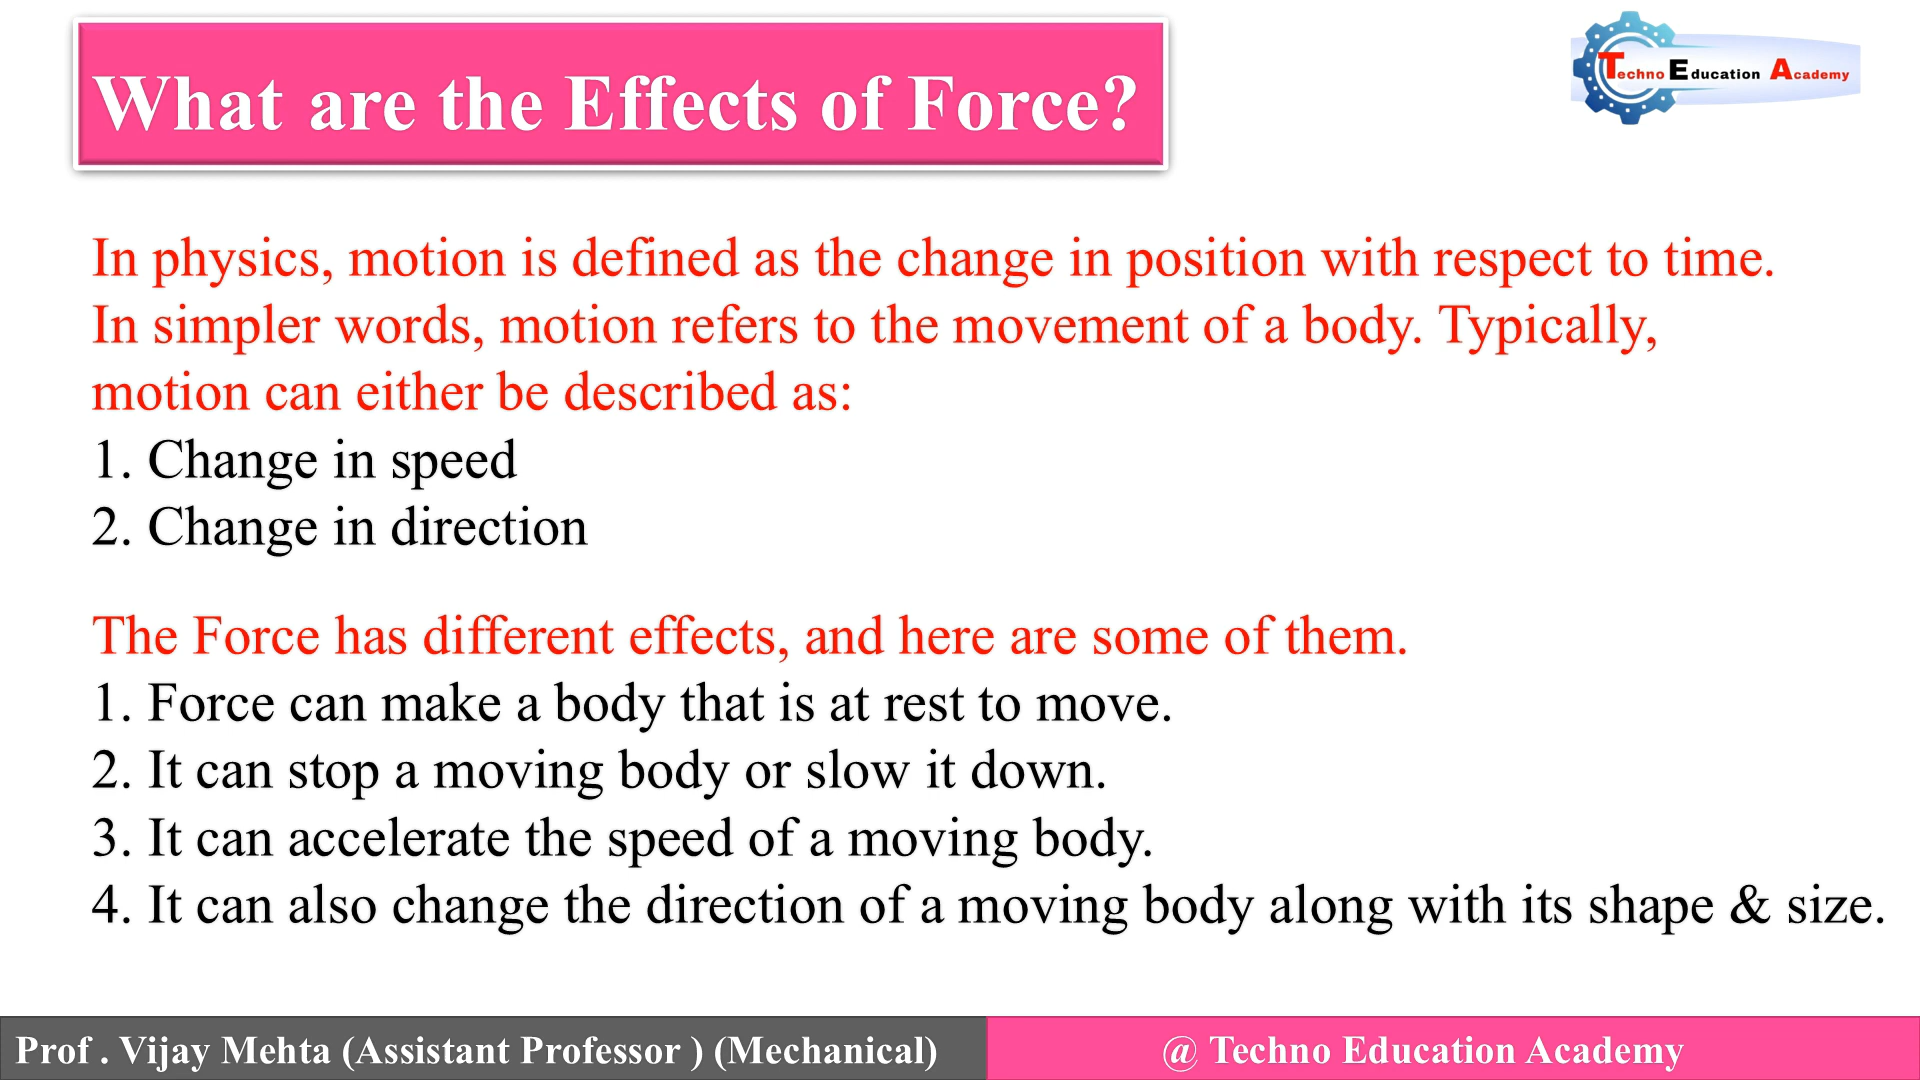 What are the Effects of Force?
Techno Education Academy
In physics, motion is defined as the change in position with respect to time.
In simpler words, motion refers to the movement of a body. Typically,
motion can either be described as:
1. Change in speed
2. Change in direction
The Force has different effects, and here are some of them.
1. Force can make a body that is at rest to move.
2. It can stop a moving body or slow it down.
3. It can accelerate the speed of a moving body.
4. It can also change the direction of a moving body along with its shape & size.
Prof . Vijay Mehta (Assistant Professor ) (Mechanical)
@ Techno Education Academy